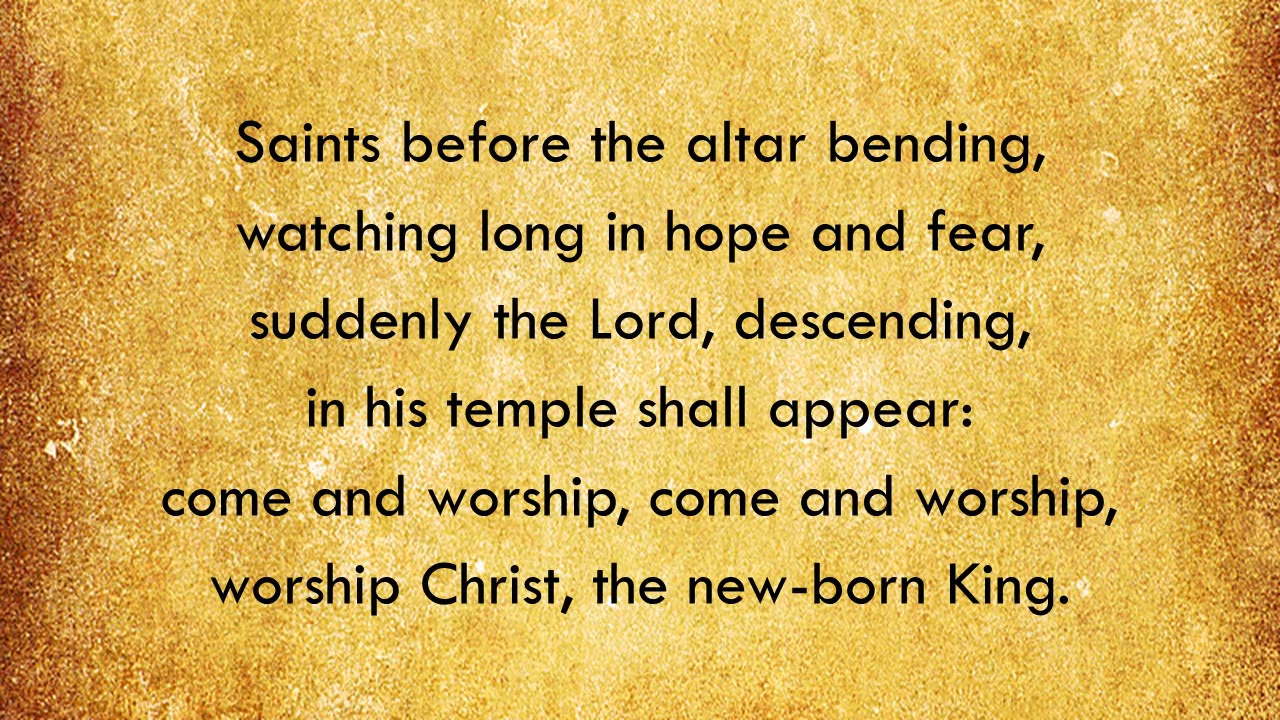 Saints before the altar bending,
watching long in hope and fear,
suddenly the Lord, descending,
in his temple shall appear:
come and worship, come and worship,
worship Christ, the new-born King.